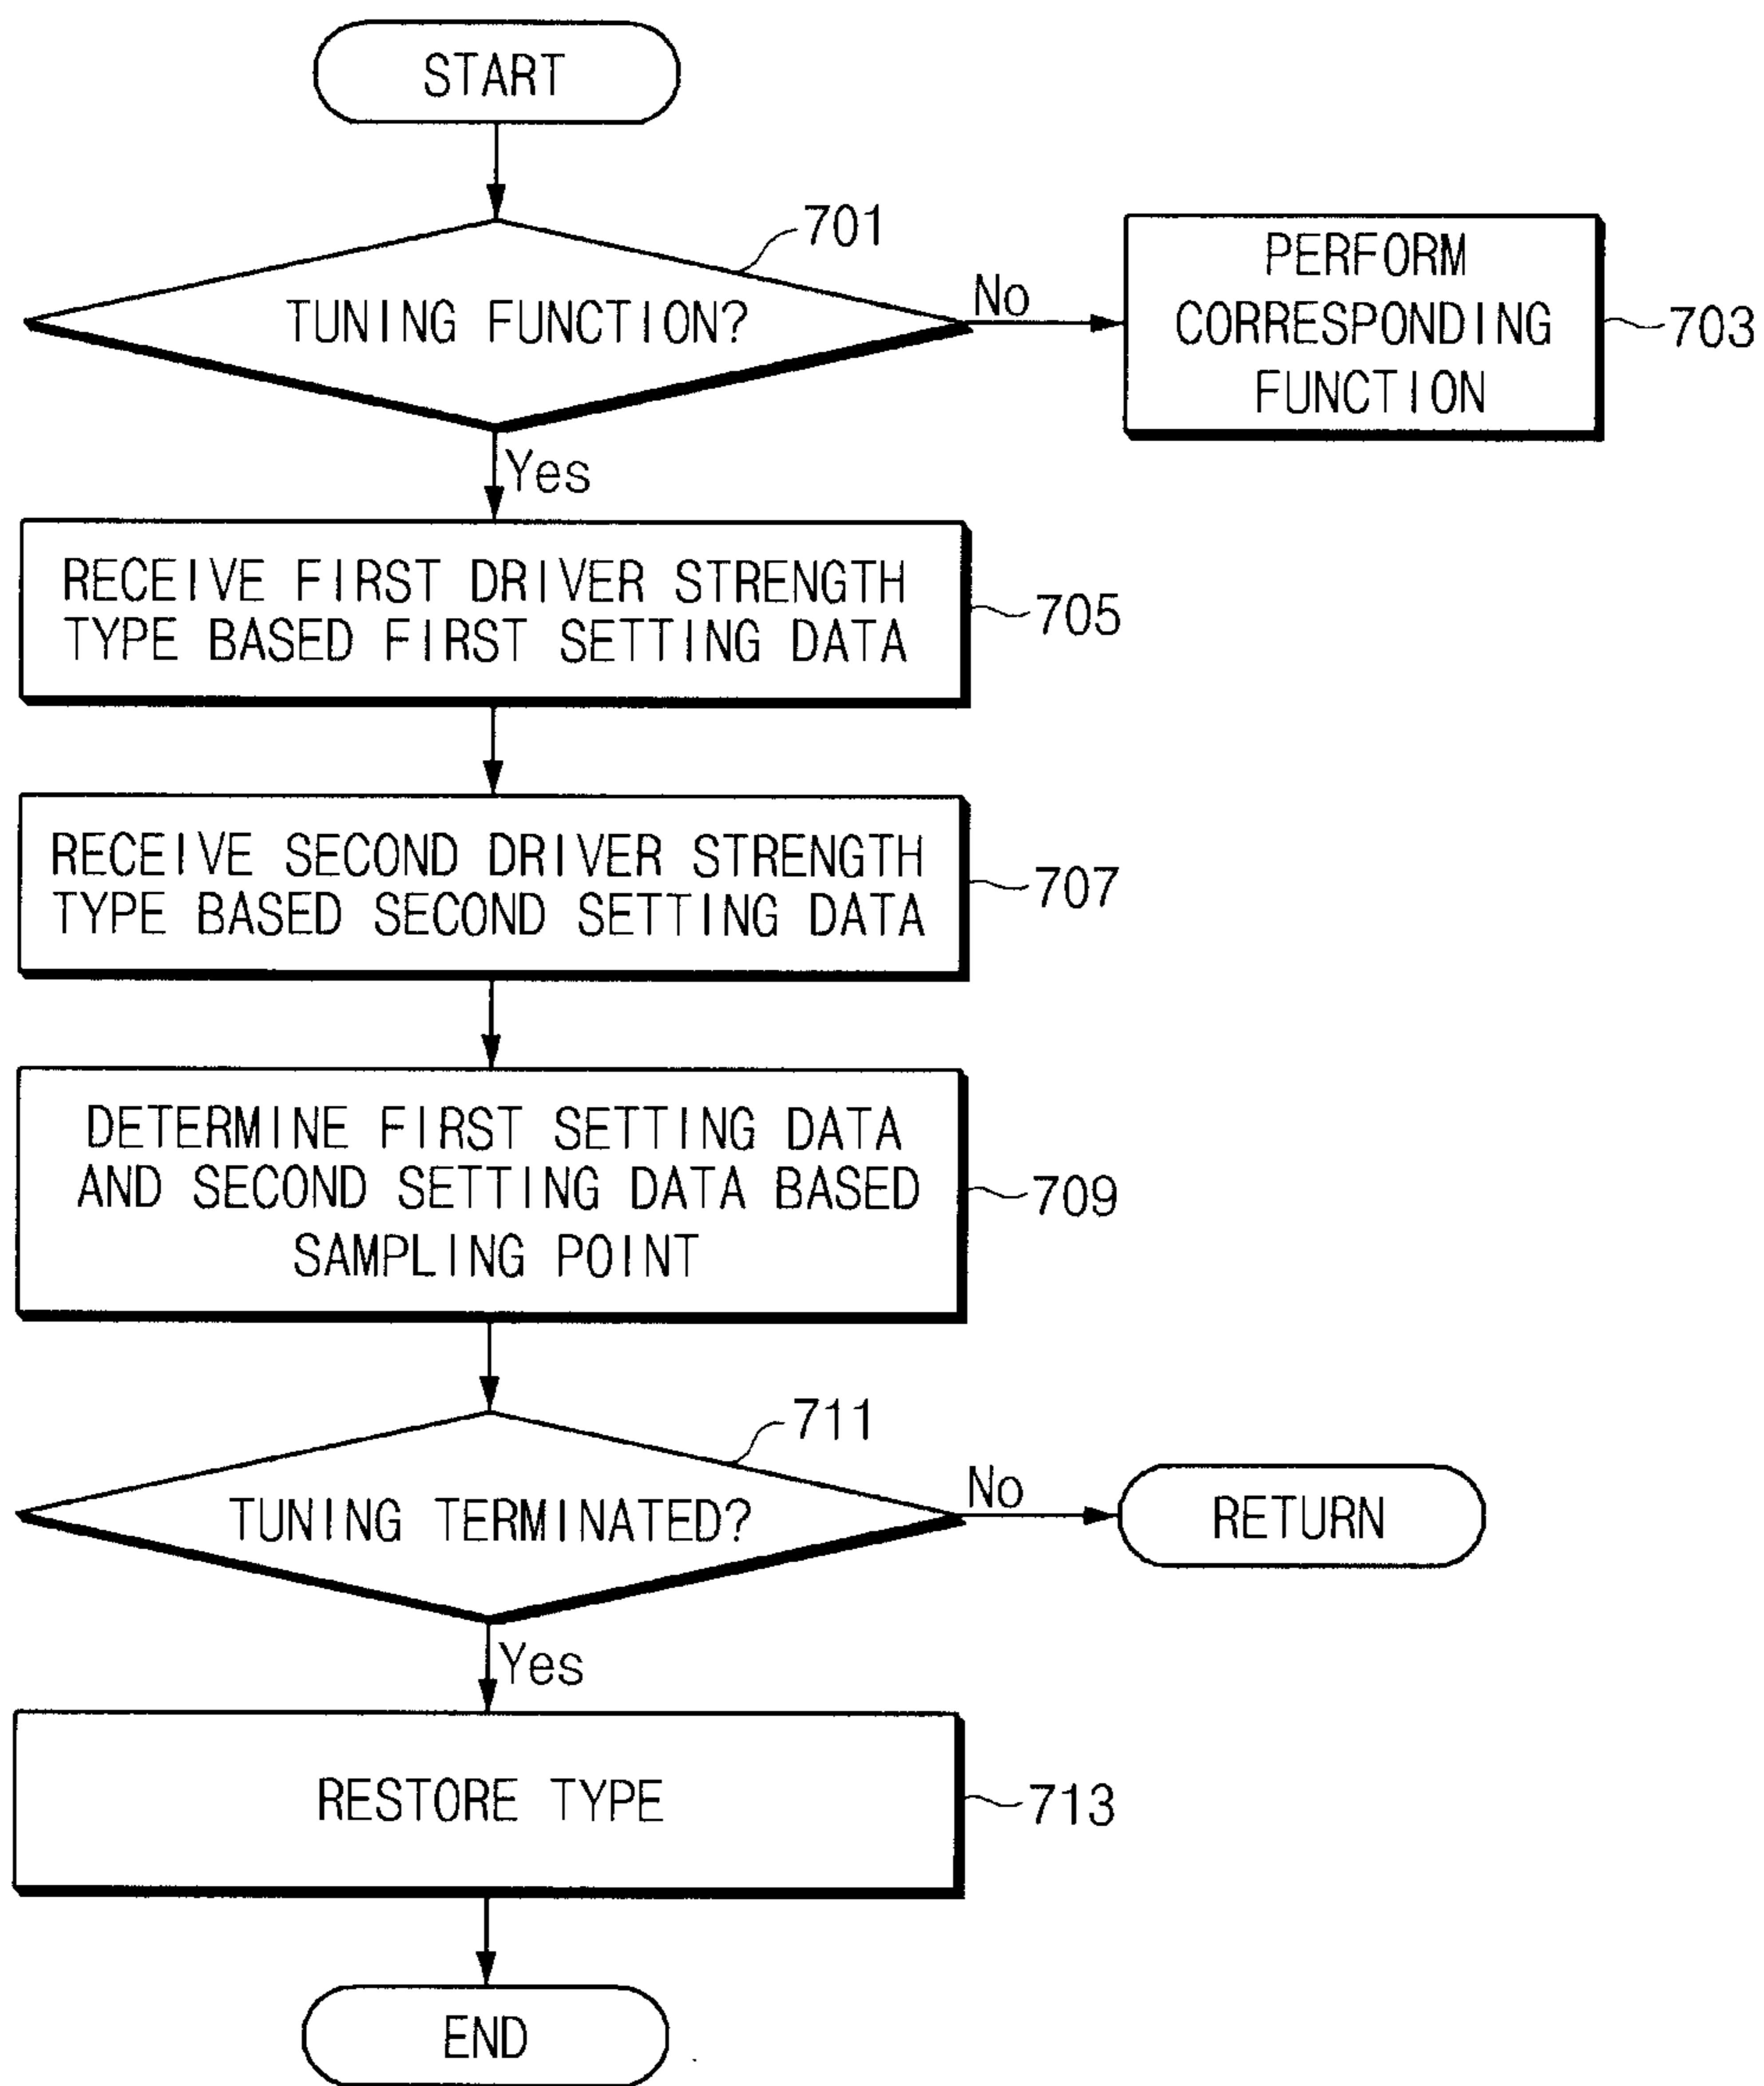 START
701
TUNING FUNCTION?
No
PERFORM
CORRESPONDING
FUNCTION
703
Yes
RECEIVE FIRST DRIVER STRENGTH
TYPE BASED FIRST SETTING DATA
705
RECEIVE SECOND DRIVER STRENGTH
TYPE BASED SECOND SETTING DATA
707
DETERMINE FIRST SETTING DATA
AND SECOND SETTING DATA BASED
SAMPLING POINT
709
711
TUNING TERMINATED?
No
RETURN
Yes
RESTORE TYPE
713
END